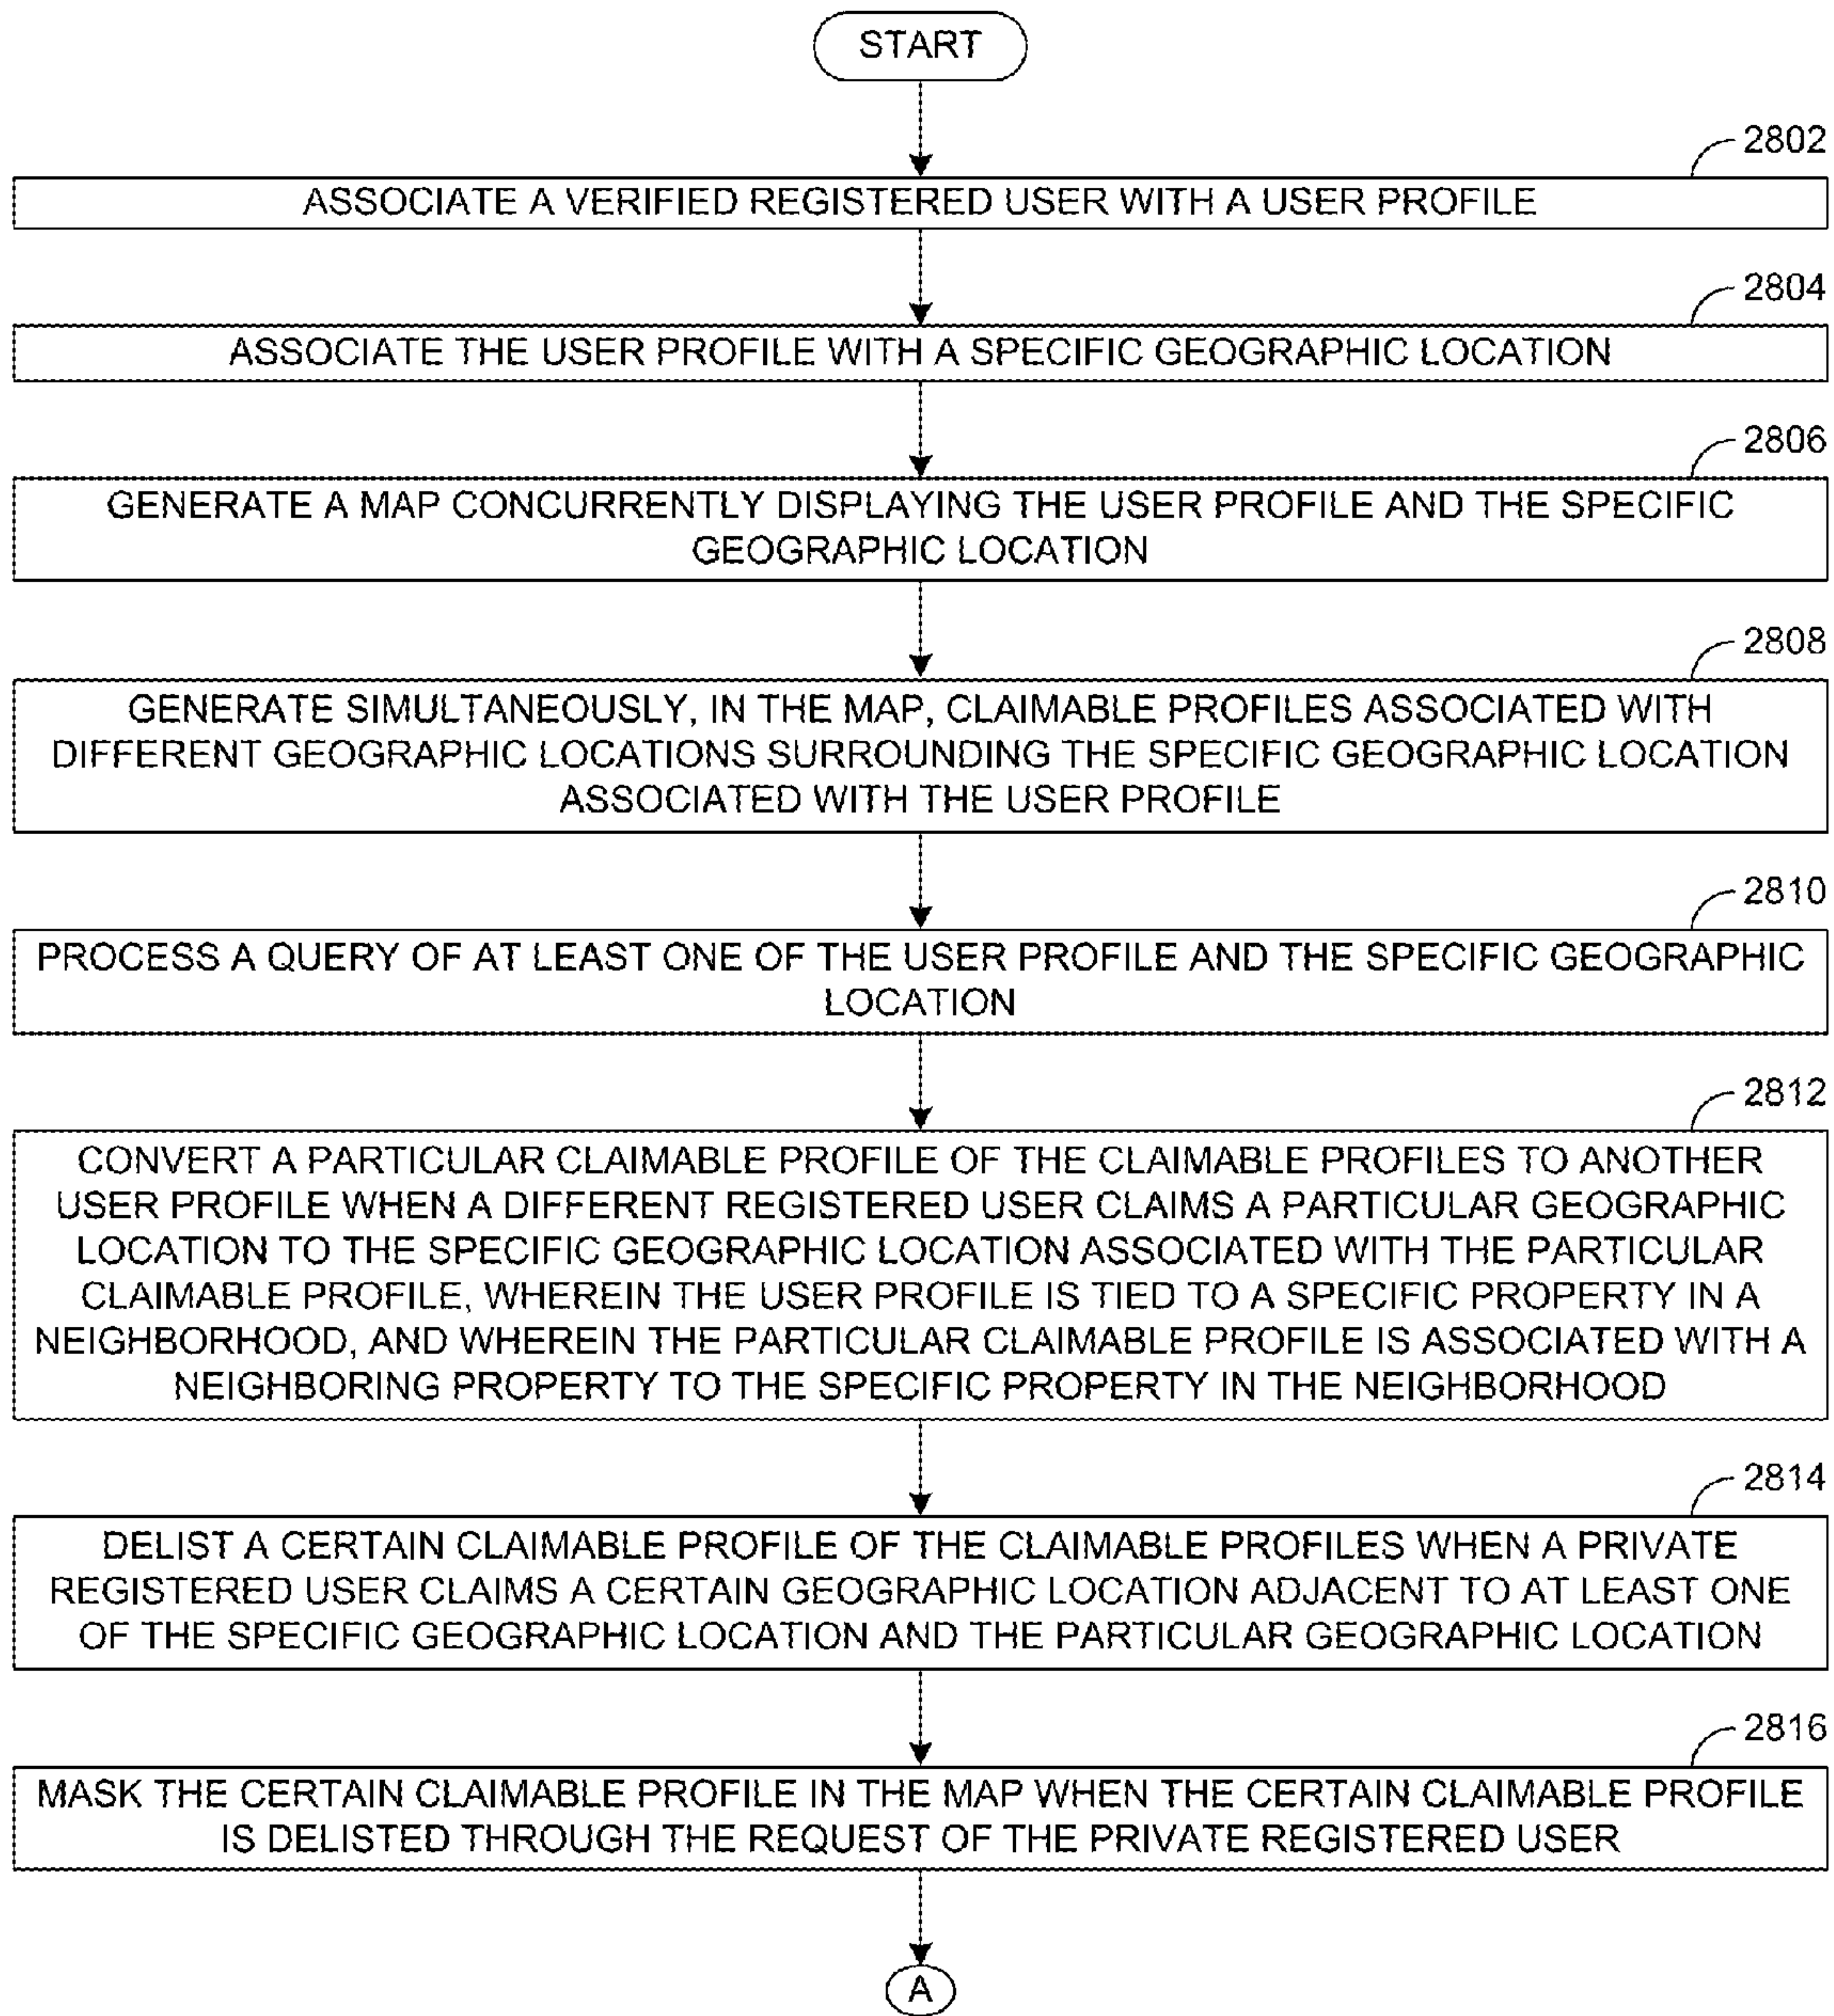 START
2802
ASSOCIATE A VERIFIED REGISTERED USER WITH A USER PROFILE
2804
ASSOCIATE THE USER PROFILE WITH A SPECIFIC GEOGRAPHIC LOCATION
2806
GENERATE A MAP CONCURRENTLY DISPLAYING THE USER PROFILE AND THE SPECIFIC
GEOGRAPHIC LOCATION
2808
GENERATE SIMULTANEOUSLY, IN THE MAP, CLAIMABLE PROFILES ASSOCIATED WITH
DIFFERENT GEOGRAPHIC LOCATIONS SURROUNDING THE SPECIFIC GEOGRAPHIC LOCATION
ASSOCIATED WITH THE USER PROFILE
2810
PROCESS A QUERY OF AT LEAST ONE OF THE USER PROFILE AND THE SPECIFIC GEOGRAPHIC
LOCATION
2812
CONVERT A PARTICULAR CLAIMABLE PROFILE OF THE CLAIMABLE PROFILES TO ANOTHER
USER PROFILE WHEN A DIFFERENT REGISTERED USER CLAIMS A PARTICULAR GEOGRAPHIC
LOCATION TO THE SPECIFIC GEOGRAPHIC LOCATION ASSOCIATED WITH THE PARTICULAR
CLAIMABLE PROFILE, WHEREIN THE USER PROFILE IS TIED TO A SPECIFIC PROPERTY IN A
NEIGHBORHOOD, AND WHEREIN THE PARTICULAR CLAIMABLE PROFILE IS ASSOCIATED WITH A
NEIGHBORING PROPERTY TO THE SPECIFIC PROPERTY IN THE NEIGHBORHOOD
2814
DELIST A CERTAIN CLAIMABLE PROFILE OF THE CLAIMABLE PROFILES WHEN A PRIVATE
REGISTERED USER CLAIMS A CERTAIN GEOGRAPHIC LOCATION ADJACENT TO AT LEAST ONE
OF THE SPECIFIC GEOGRAPHIC LOCATION AND THE PARTICULAR GEOGRAPHIC LOCATION
2816
MASK THE CERTAIN CLAIMABLE PROFILE IN THE MAP WHEN THE CERTAIN CLAIMABLE PROFILE
IS DELISTED THROUGH THE REQUEST OF THE PRIVATE REGISTERED USER
A